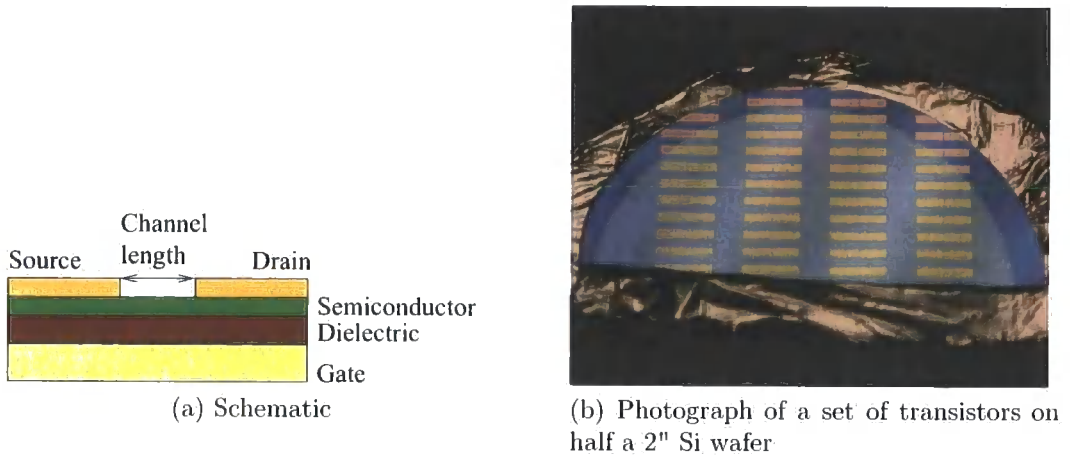 Channel
length
Source
Drain
Semiconductor
Dielectric
Gate
(a) Schematic
(b) Photograph of a set of transistors on
half a 2" Si wafer